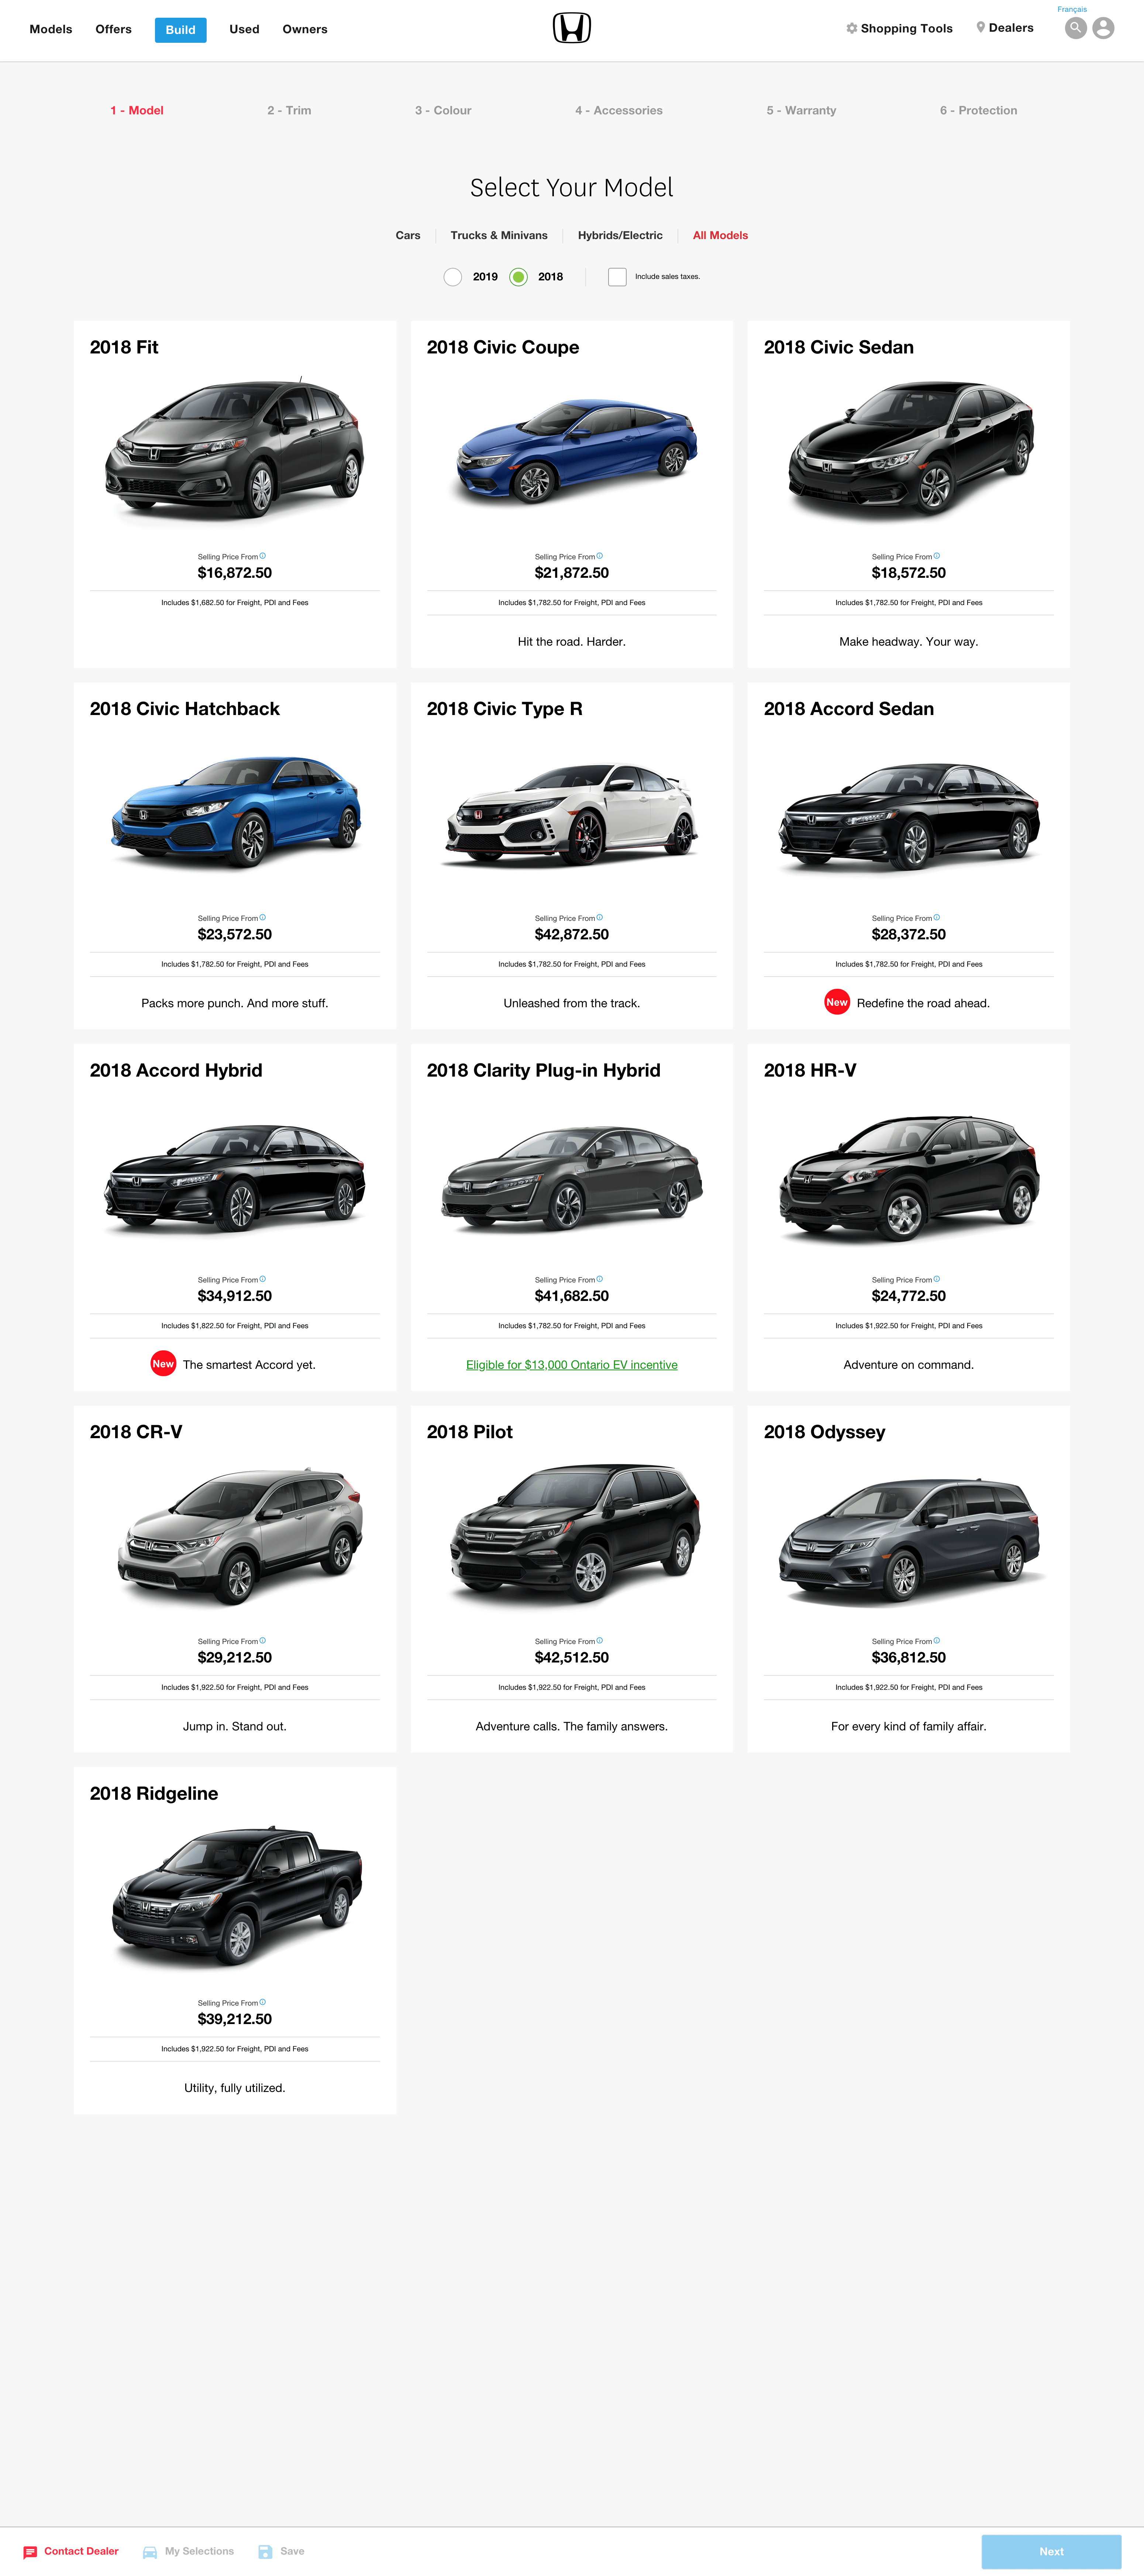 Français
Models Offers Build Used Owners Shopping Tools Dealers
1 - Model 2 - Trim 3 - Colour 4 - Accessories 5 - Warranty 6 - Protection
Select Your Model
Cars Trucks & Minivans Hybrids/Electric All Models
2019 2018 Include sales taxes.
2018 Fit
Selling Price From
$16,872.50
Includes $1,682.50 for Freight, PDI and Fees
2018 Civic Coupe
Selling Price From
$21,872.50
Includes $1,782.50 for Freight, PDI and Fees
Hit the road. Harder.
2018 Civic Sedan
Selling Price From
$18,572.50
Includes $1,782.50 for Freight, PDI and Fees
Make headway. Your way.
2018 Civic Hatchback
Selling Price From
$23,572.50
Includes $1,782.50 for Freight, PDI and Fees
Packs more punch. And more stuff.
2018 Civic Type R
Selling Price From
$42,872.50
Includes $1,782.50 for Freight, PDI and Fees
Unleashed from the track.
2018 Accord Sedan
Selling Price From
$28,372.50
Includes $1,782.50 for Freight, PDI and Fees
New Redefine the road ahead.
2018 Accord Hybrid
Selling Price From
$34,912.50
Includes $1,822.50 for Freight, PDI and Fees
New The smartest Accord yet.
2018 Clarity Plug-in Hybrid
Selling Price From
$41,682.50
Includes $1,782.50 for Freight, PDI and Fees
Eligible for $13,000 Ontario EV incentive
2018 HR-V
Selling Price From
$24,772.50
Includes $1,922.50 for Freight, PDI and Fees
Adventure on command.
2018 CR-V
Selling Price From
$29,212.50
Includes $1,922.50 for Freight, PDI and Fees
Jump in. Stand out.
2018 Pilot
Selling Price From
$42,512.50
Includes $1,922.50 for Freight, PDI and Fees
Adventure calls. The family answers.
2018 Odyssey
Selling Price From
$36,812.50
Includes $1,922.50 for Freight, PDI and Fees
For every kind of family affair.
2018 Ridgeline
Selling Price From
$39,212.50
Includes $1,922.50 for Freight, PDI and Fees
Utility, fully utilized.
Contact Dealer My Selections Save Next